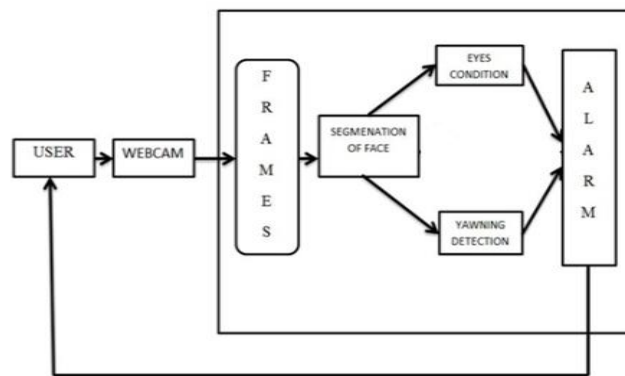 USER
WEBCAM
F
R
A
M
E
S
SEGMENATION
OF FACE
EYES
CONDITION
YAWNING
DETECTION
A
L
A
R
M